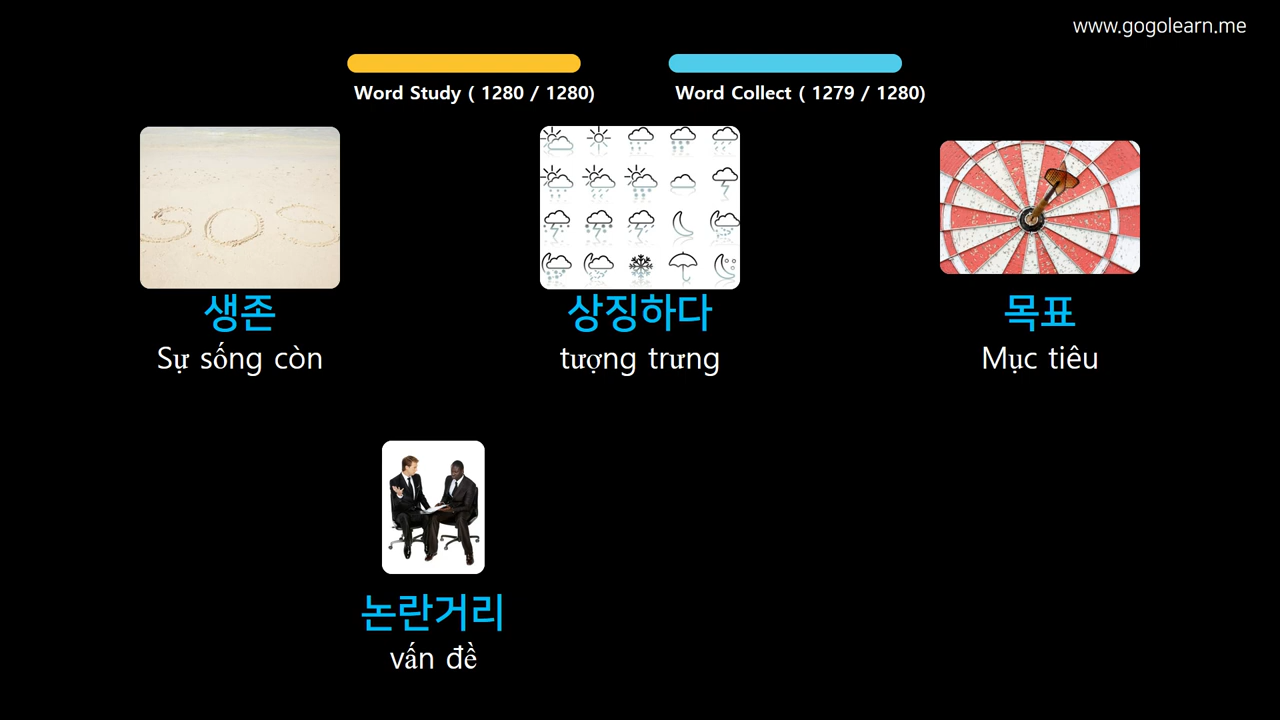 www.gogolearn.me
Word Study ( 1280 / 1280)
Word Collect ( 1279 / 1280)
SOS
생존
Sự sống còn
상징하다
tượng trưng
목표
Mục tiêu
논란거리
vấn đề